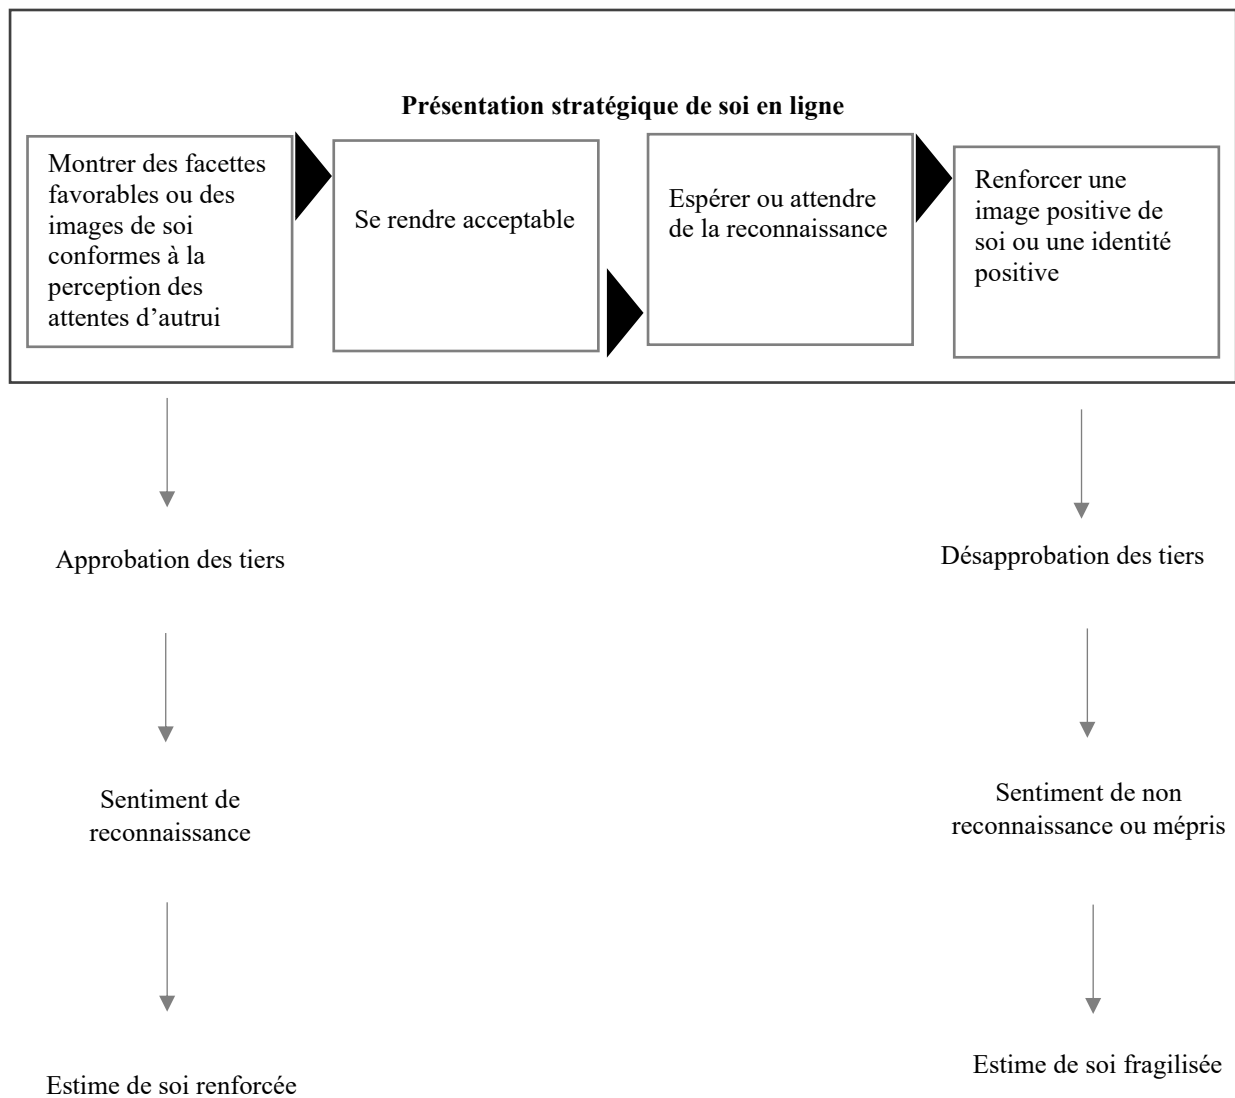 Présentation stratégique de soi en ligne
Montrer des facettes
favorables ou des
images de soi
conformes à la
perception des
attentes d’autrui
Se rendre acceptable
Espérer ou attendre
de la reconnaissance
Renforcer une
image positive de
soi ou une identité
positive
Approbation des tiers
Désapprobation des tiers
Sentiment de
reconnaissance
Sentiment de non
reconnaissance ou mépris
Estime de soi renforcée
Estime de soi fragilisée